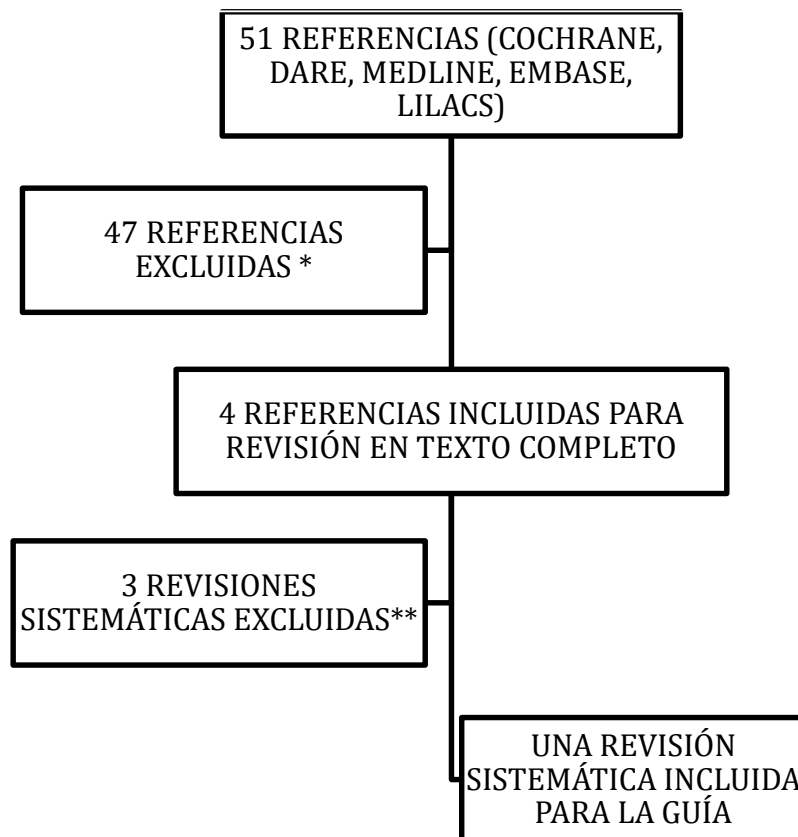 51 REFERENCIAS (COCHRANE,
DARE, MEDLINE, EMBASE,
LILACS)
47 REFERENCIAS
EXCLUIDAS *
4 REFERENCIAS INCLUIDAS PARA
REVISIÓN EN TEXTO COMPLETO
3 REVISIONES
SISTEMÁTICAS EXCLUIDAS**
UNA REVISIÓN
SISTEMÁTICA INCLUIDA
PARA LA GUÍA